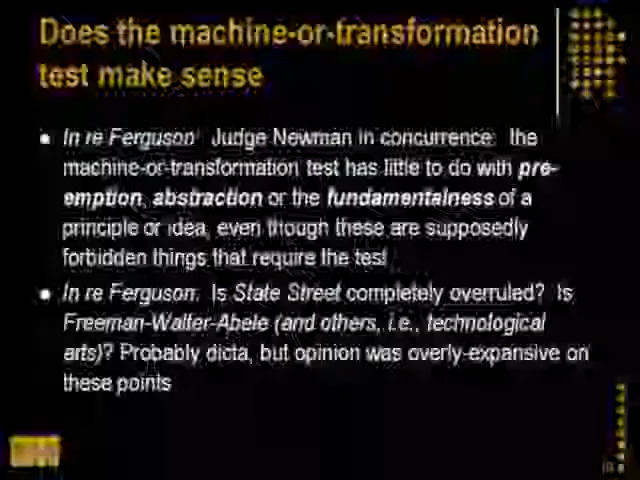 Does the machine-or-transformation
test make sense
In re Ferguson: Judge Newman in concurrence: the
machine-or-transformation test has little to do with pre-
emption, abstraction or the fundamentalness of a
principle or idea, even though these are supposedly
forbidden things that require the test
In re Ferguson. Is State Street completely overruled? Is
Freeman-Walter-Abele (and others, i.e., technological
arts)? Probably dicta, but opinion was overly-expansive on
these points